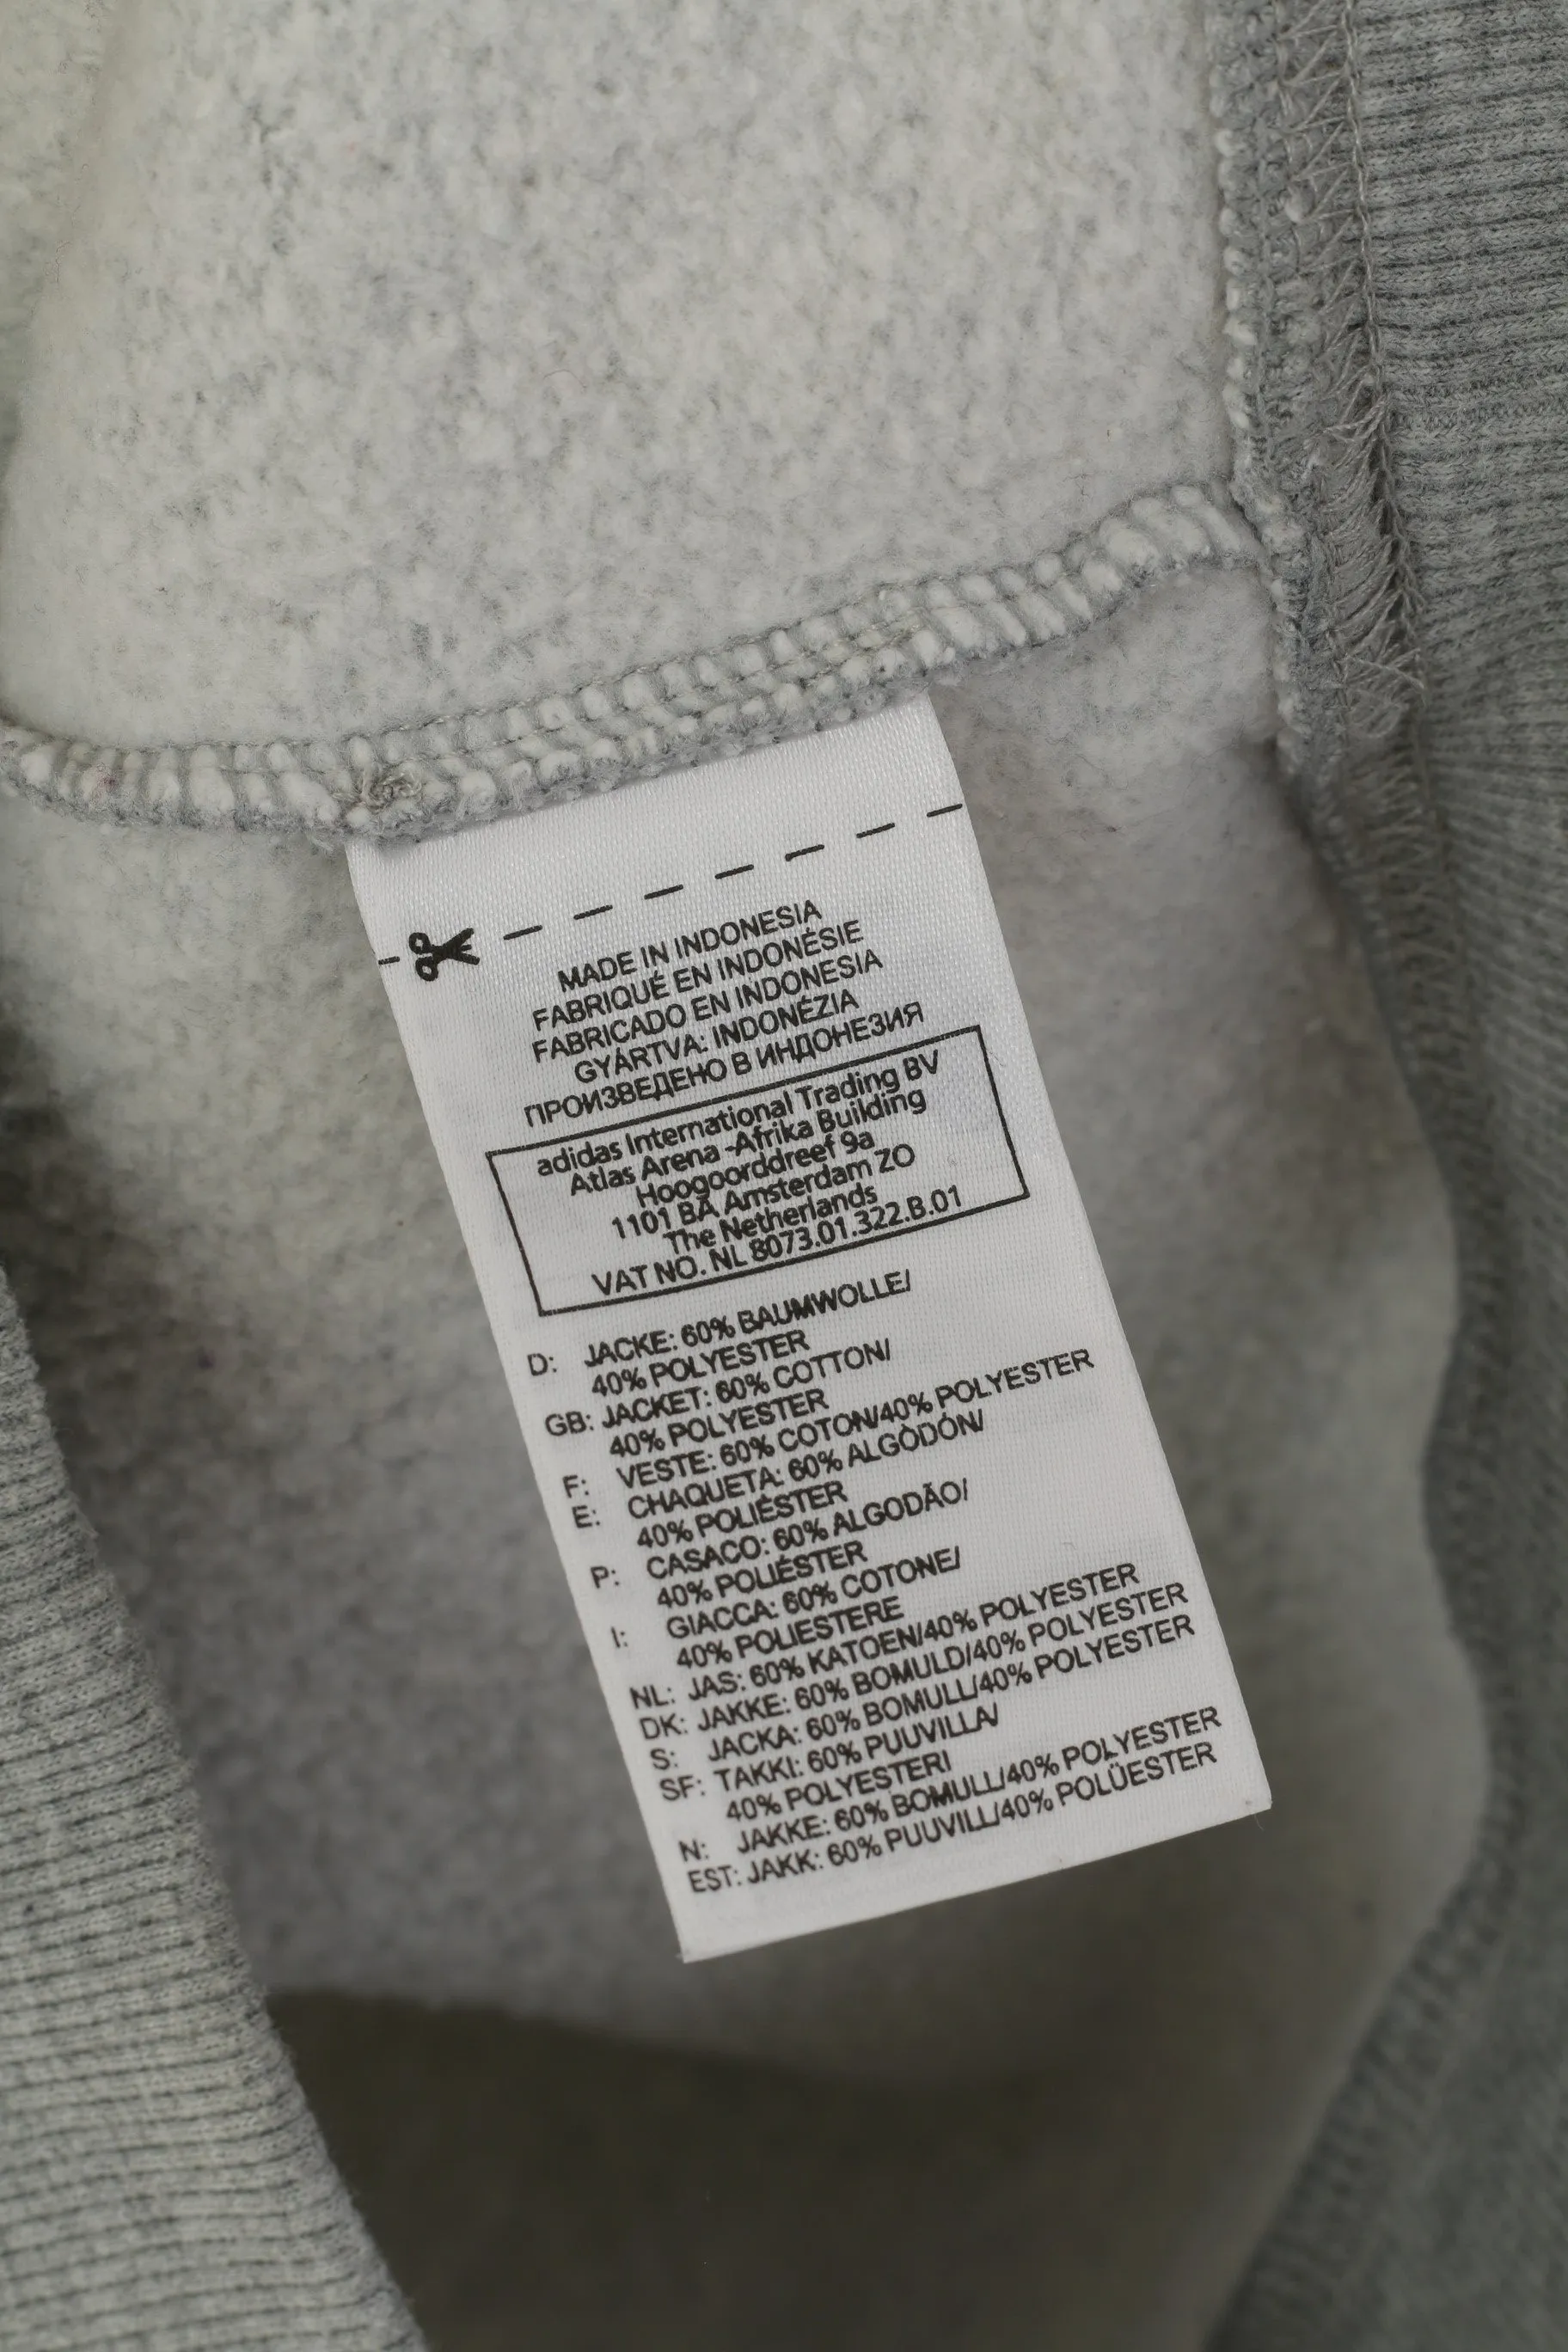 MADE IN INDONESIA
FABRIQUÉ EN INDONÉSIE
FABRICADO EN INDONESIA
GYÁRTVA: INDONÉZIA
ПРОИЗВЕДЕНО В ИНДОНЕЗИЯ
adidas International Trading BV
Atlas Arena -Afrika Building
Hoogoorddreef 9a
1101 BA Amsterdam ZO
The Netherlands
VAT NO. NL 8073.01.322.B.01
D: JACKE: 60% BAUMWOLLE/
40% POLYESTER
GB: JACKET: 60% COTTON/
40% POLYESTER
F: VESTE: 60% COTON/40% POLYESTER
E: CHAQUETA: 60% ALGÒDÓN/
40% POLIÉSTER
P: CASACO: 60% ALGODÃO/
40% POLIÉSTER
I: GIACCA: 60% COTONE/
40% POLIESTERE
NL: JAS: 60% KATOEN/40% POLYESTER
DK: JAKKE: 60% BOMULD/40% POLYESTER
S: JACKA: 60% BOMULL/40% POLYESTER
SF: TAKKI: 60% PUUVILLA/
40% POLYESTERI
N: JAKKE: 60% BOMULL/40% POLYESTER
EST: JAKK: 60% PUUVILL/40% POLÜESTER